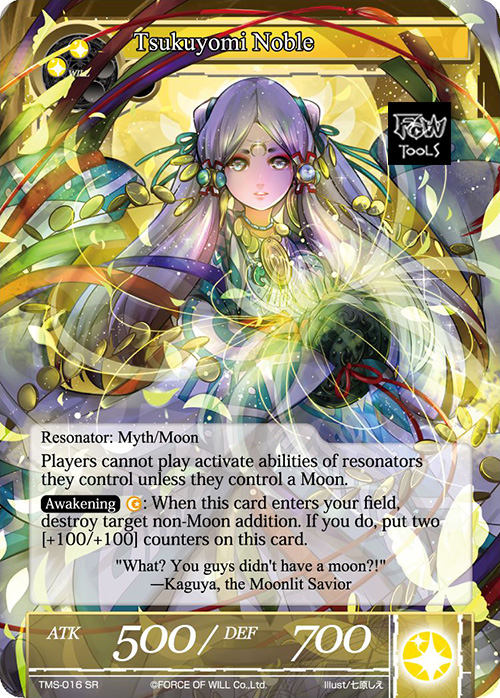 Tsukuyomi Noble
WILL
FoW
TOOLS
Resonator: Myth/Moon
Players cannot play activate abilities of resonators
they control unless they control a Moon.
Awakening : When this card enters your field,
destroy target non-Moon addition. If you do, put two
[+100/+100] counters on this card.
"What? You guys didn't have a moon?!"
—Kaguya, the Moonlit Savior
ATK 500 / DEF 700
TMS-016 SR ©FORCE OF WILL Co.,Ltd. Illust/七原しえ